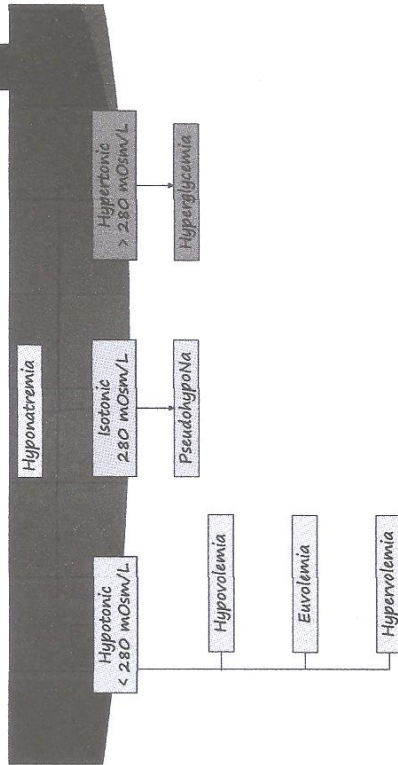 Hyponatremia
Hypotonic
< 280 mOsm/L
Isotonic
280 mOsm/L
Hypertonic
> 280 mOsm/L
Hypovolemia
Euvolemia
Hypervolemia
PseudohypoNa
Hyperglycemia